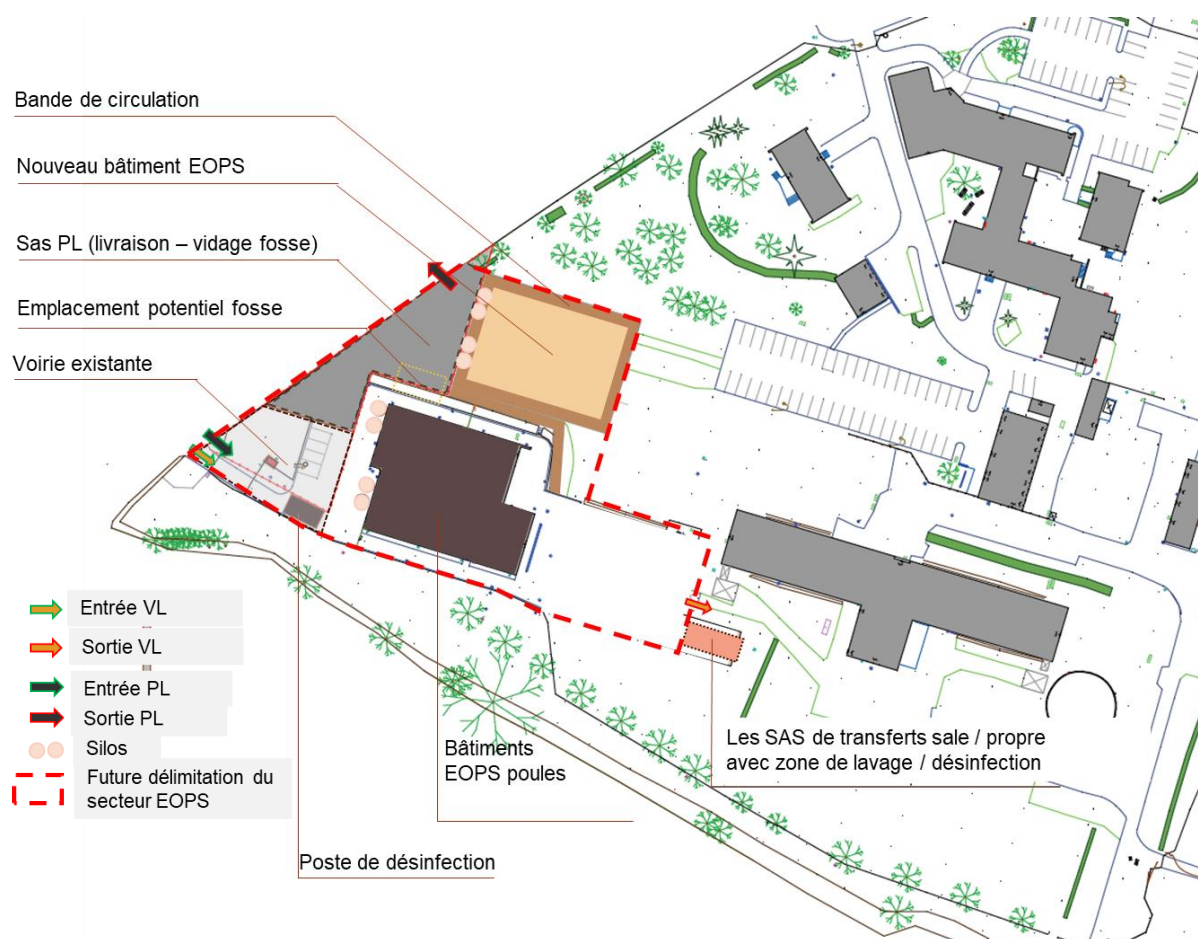 Bande de circulation
Nouveau bâtiment EOPS
Sas PL (livraison – vidage fosse)
Emplacement potentiel fosse
Voirie existante
Entrée VL
Sortie VL
Entrée PL
Sortie PL
Silos
Future délimitation du
secteur EOPS
Bâtiments
EOPS poules
Poste de désinfection
Les SAS de transferts sale / propre
avec zone de lavage / désinfection